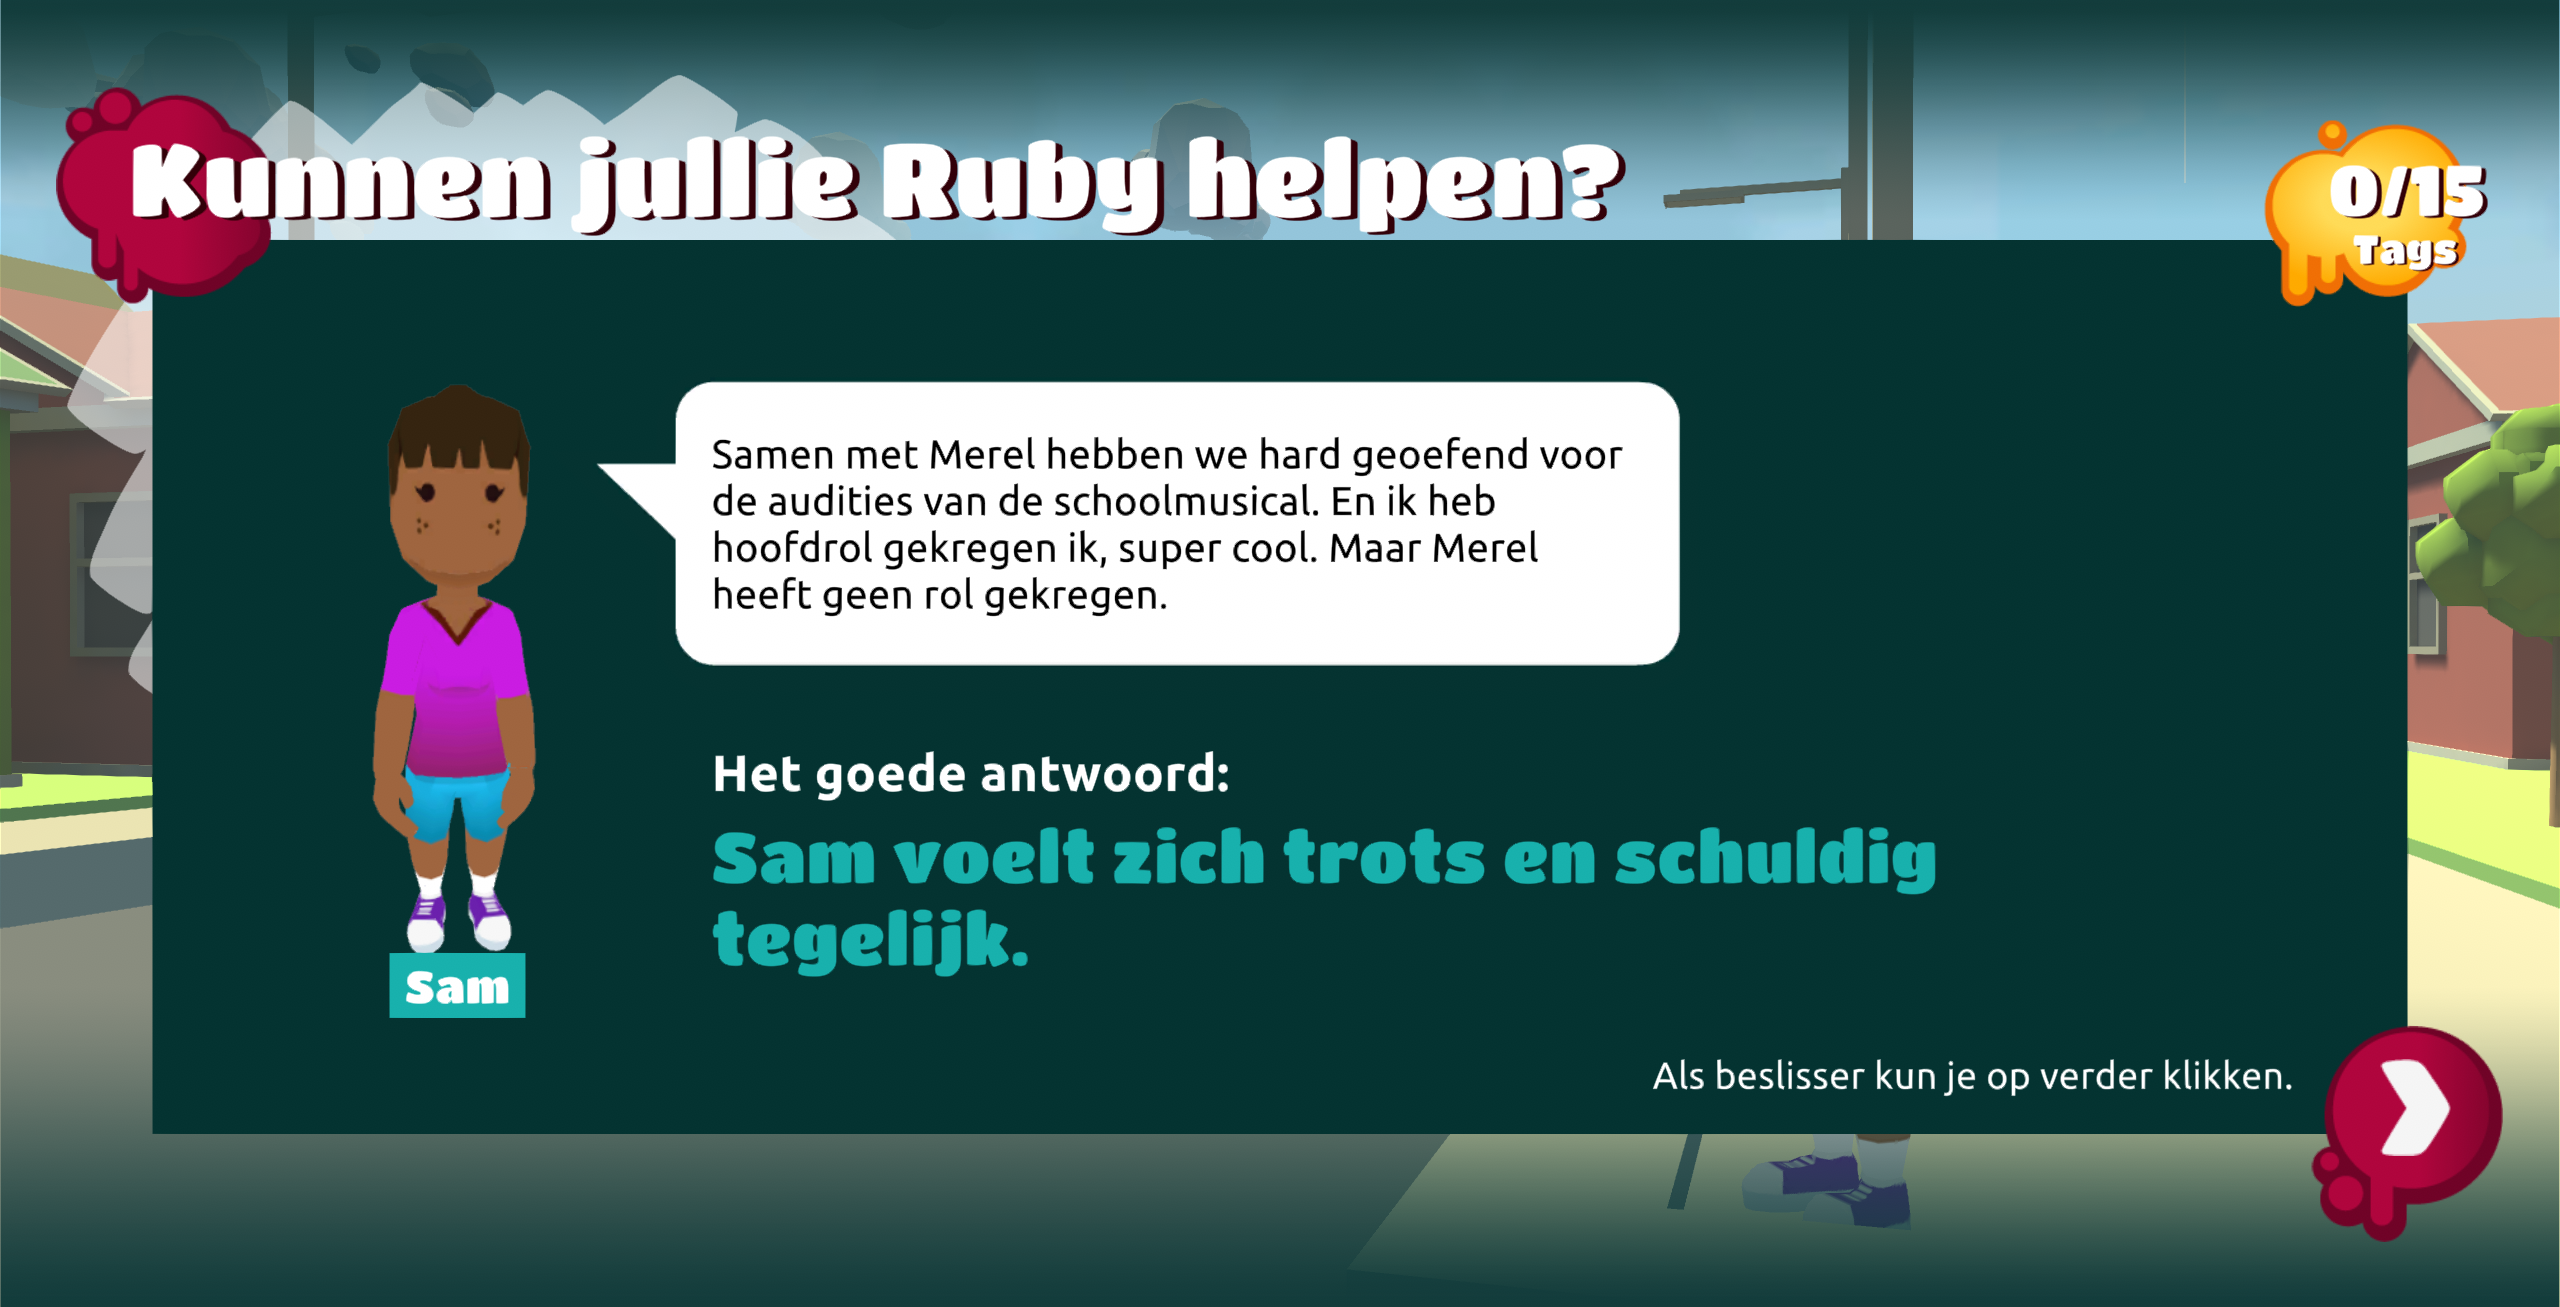 Kunnen jullie Ruby helpen?
0/15
Tags
Samen met Merel hebben we hard geoefend voor
de audities van de schoolmusical. En ik heb
hoofdrol gekregen ik, super cool. Maar Merel
heeft geen rol gekregen.
Het goede antwoord:
Sam voelt zich trots en schuldig
tegelijk.
Sam
Als beslisser kun je op verder klikken.